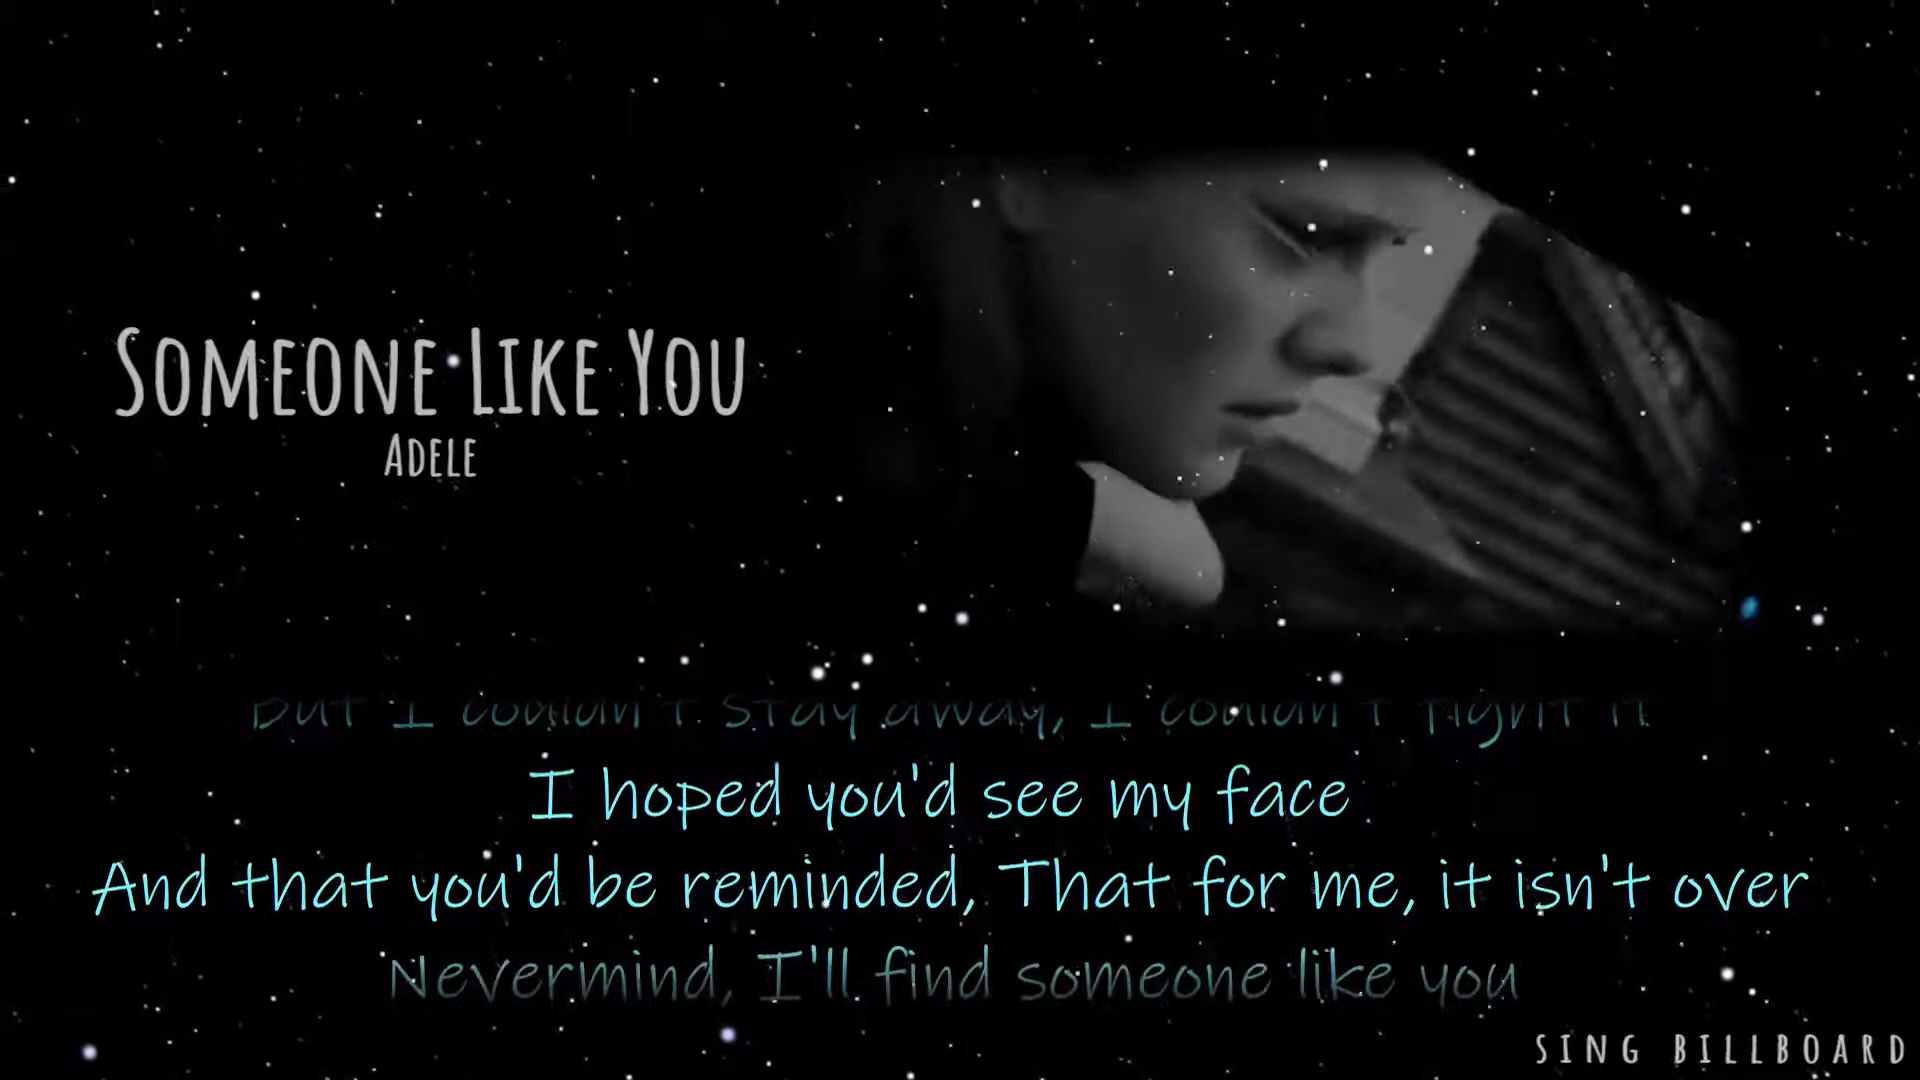 SOMEONE LIKE YOU
ADELE
But I couldn't stay away, I couldn't fight it
I hoped you'd see my face
And that you'd be reminded, That for me, it isn't over
Nevermind, I'll find someone like you
SING BILLBOARD